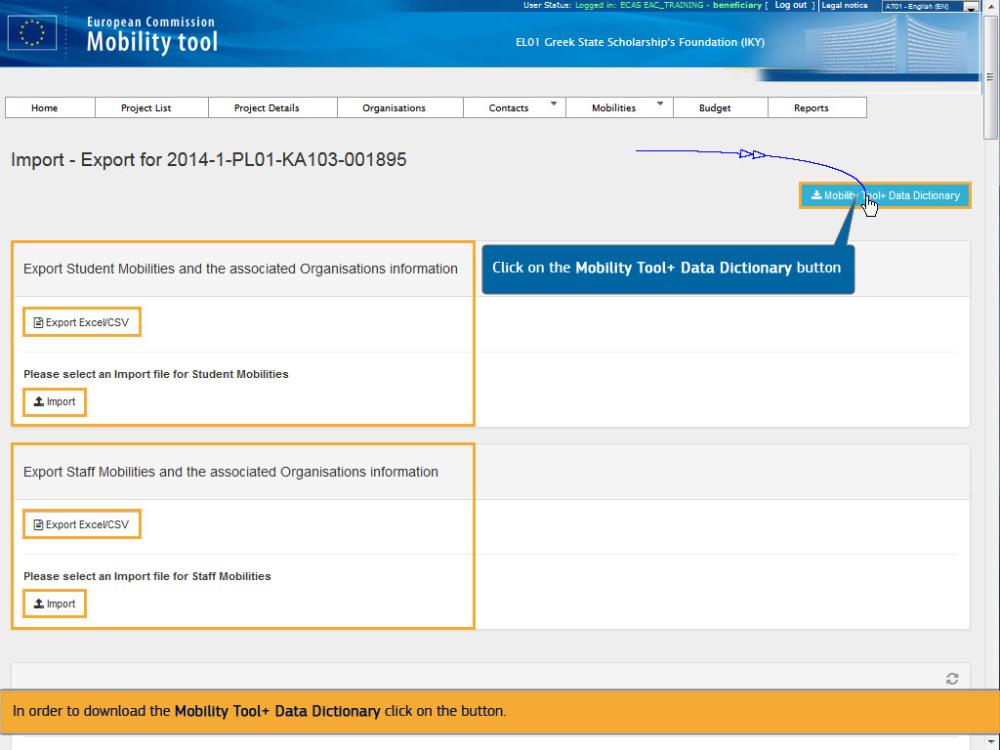 User Status: Logged in: ECAS EAC_TRAINING - beneficiary [ Log out ] Legal notice AT01 - English (EN)
European Commission
Mobility tool
EL01 Greek State Scholarship's Foundation (IKY)
Home Project List Project Details Organisations Contacts Mobilities Budget Reports
Import - Export for 2014-1-PL01-KA103-001895
Mobility Tool+ Data Dictionary
Click on the Mobility Tool+ Data Dictionary button
Export Student Mobilities and the associated Organisations information
Export Excel/CSV
Please select an Import file for Student Mobilities
Import
Export Staff Mobilities and the associated Organisations information
Export Excel/CSV
Please select an Import file for Staff Mobilities
Import
In order to download the Mobility Tool+ Data Dictionary click on the button.